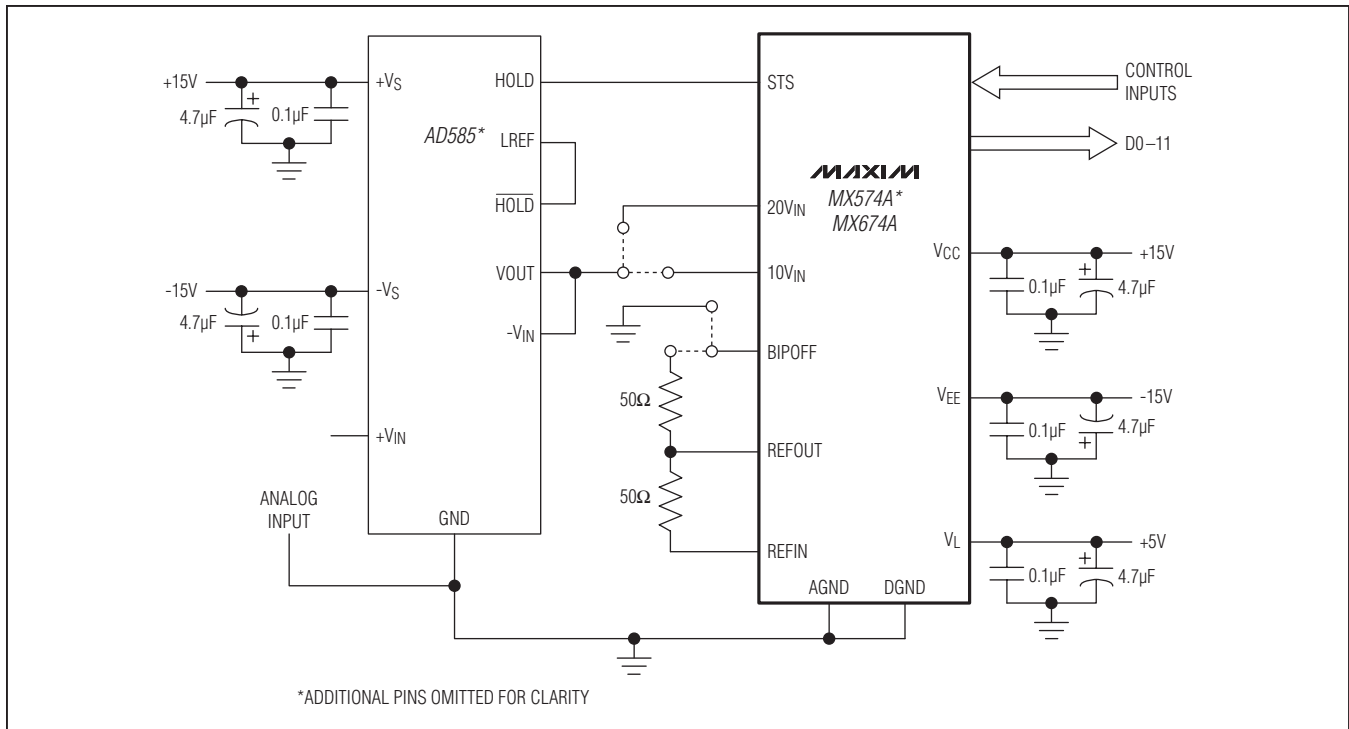 +15V
4.7µF
+
0.1µF
+VS
HOLD
AD585*
LREF
HOLD
VOUT
-VIN
-15V
4.7µF
+
0.1µF
-VS
+VIN
ANALOG
INPUT
GND
50Ω
50Ω
STS
MAXIM
MX574A*
MX674A
20VIN
10VIN
BIPOFF
REFOUT
REFIN
AGND
DGND
VCC
VEE
VL
CONTROL
INPUTS
D0–11
+15V
0.1µF
+
4.7µF
-15V
0.1µF
+
4.7µF
+5V
0.1µF
+
4.7µF
*ADDITIONAL PINS OMITTED FOR CLARITY